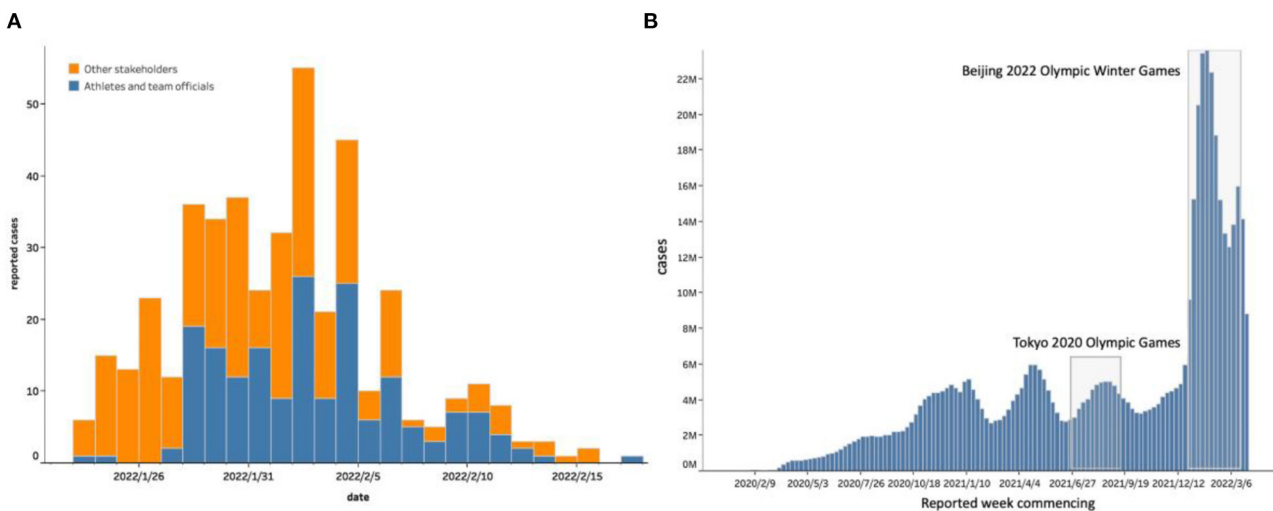 A
Other stakeholders
Athletes and team officials
reported cases
50
40
30
20
10
0
2022/1/26 2022/1/31 2022/2/5 2022/2/10 2022/2/15
date
B
Beijing 2022 Olympic Winter Games
Tokyo 2020 Olympic Games
cases
22M
20M
18M
16M
14M
12M
10M
8M
6M
4M
2M
0M
2020/2/9 2020/5/3 2020/7/26 2020/10/18 2021/1/10 2021/4/4 2021/6/27 2021/9/19 2021/12/12 2022/3/6
Reported week commencing